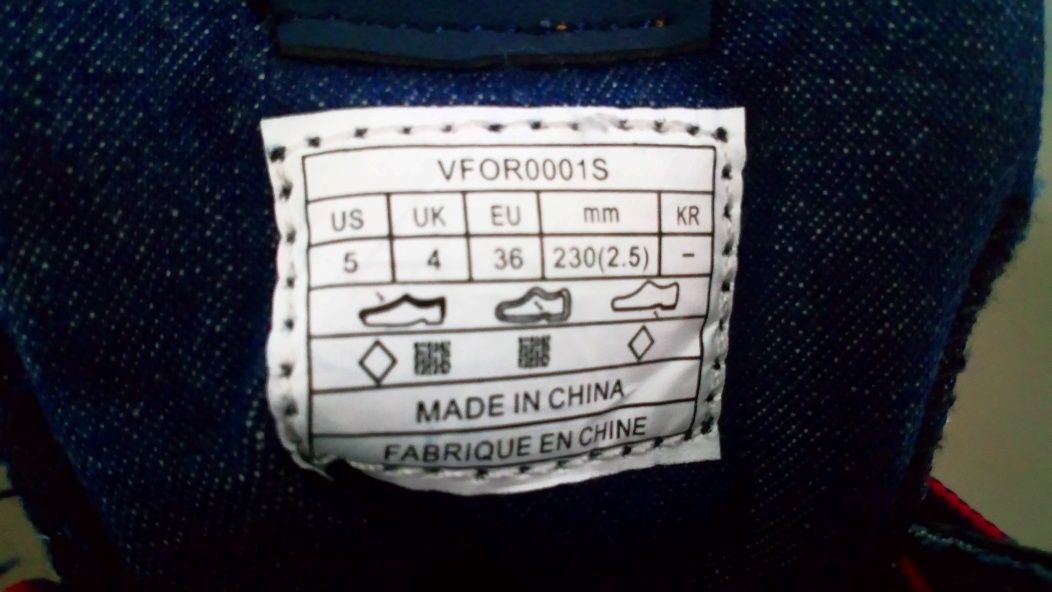 VFOR0001S
US UK EU mm KR
5 4 36 230(2.5) –
MADE IN CHINA
FABRIQUE EN CHINE